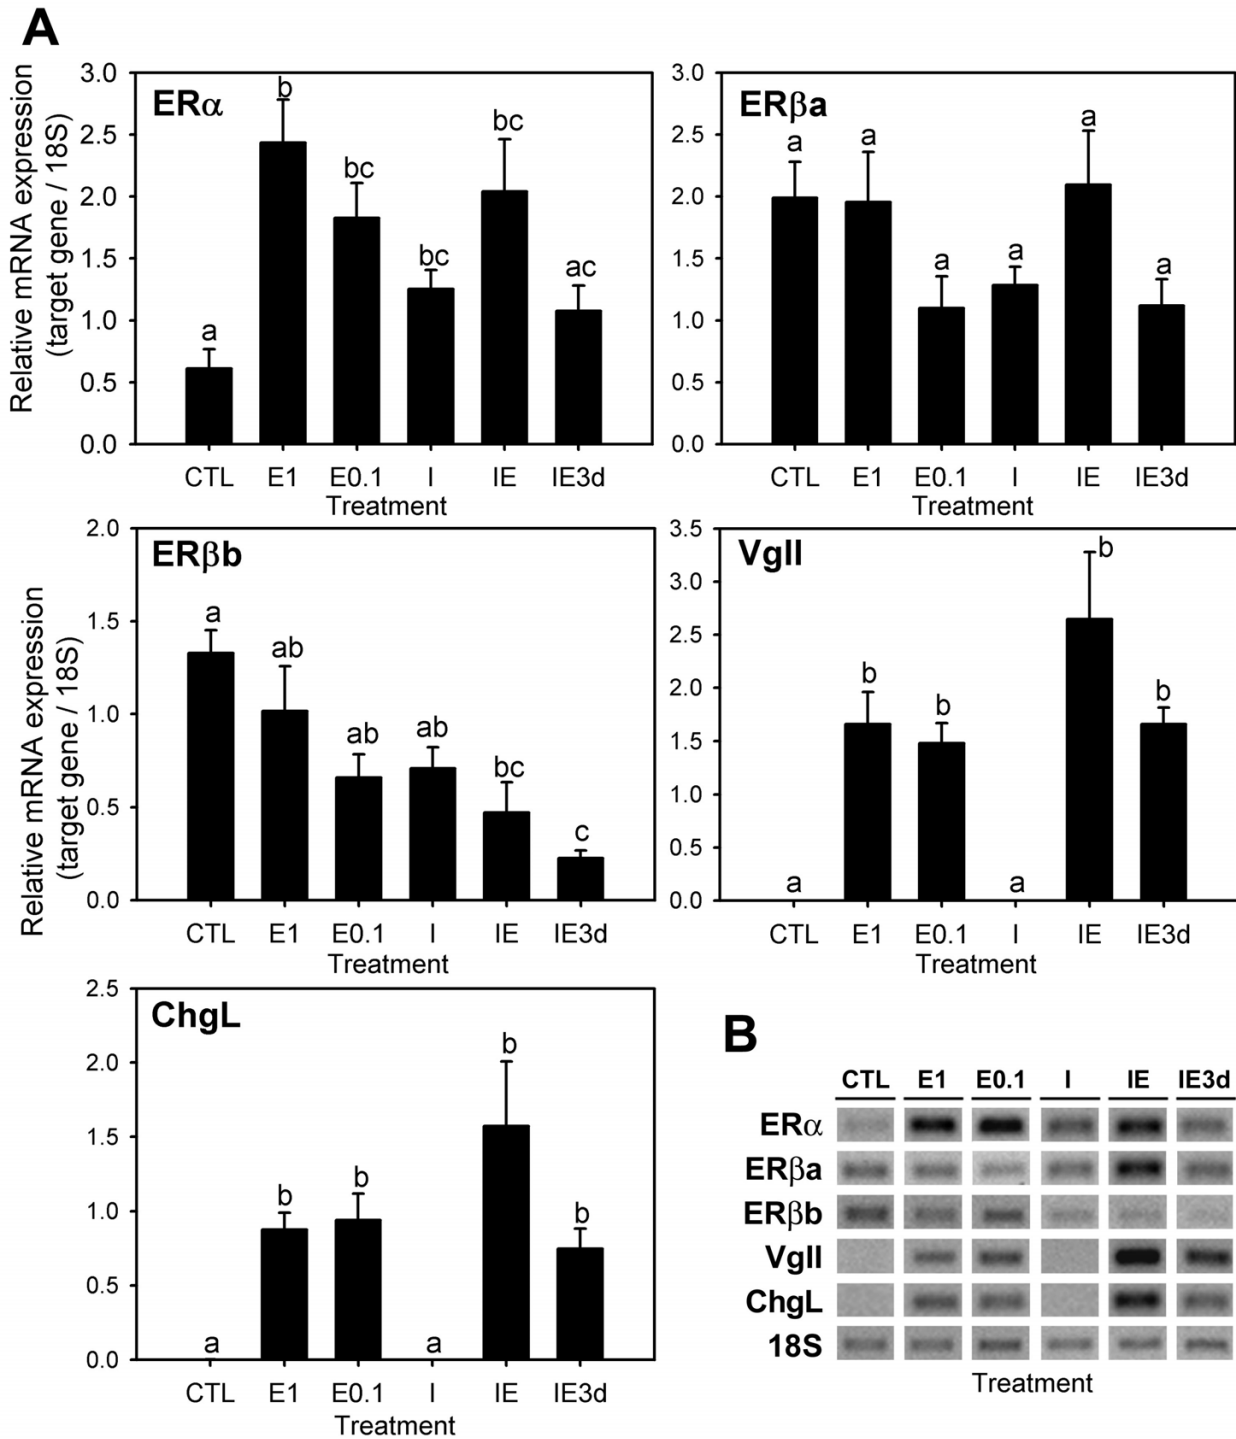 A
ERα
Relative mRNA expression
(target gene / 18S)
3.0
2.5
2.0
1.5
1.0
0.5
0.0
a
b
bc
bc
bc
ac
CTL E1 E0.1 I IE IE3d
Treatment
ERβa
3.0
2.5
2.0
1.5
1.0
0.5
0.0
a
a
a
a
a
a
CTL E1 E0.1 I IE IE3d
Treatment
ERβb
Relative mRNA expression
(target gene / 18S)
2.0
1.5
1.0
0.5
0.0
a
ab
ab
ab
bc
c
CTL E1 E0.1 I IE IE3d
Treatment
VgII
3.5
3.0
2.5
2.0
1.5
1.0
0.5
0.0
a
b
b
a
b
b
CTL E1 E0.1 I IE IE3d
Treatment
ChgL
2.5
2.0
1.5
1.0
0.5
0.0
a
b
b
a
b
b
CTL E1 E0.1 I IE IE3d
Treatment
B
CTL E1 E0.1 I IE IE3d
ERα
ERβa
ERβb
VgII
ChgL
18S
Treatment